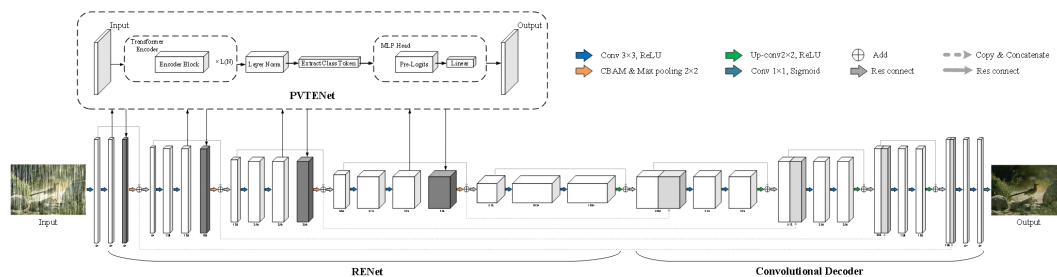 Input
Output
Transformer
Encoder
Encoder Block
× L(N)
Layer Norm
Extract Class Token
MLP Head
Pre-Logits
Linear
PVTENet
Conv 3×3, ReLU
CBAM & Max pooling 2×2
Up-conv2×2, ReLU
Conv 1×1, Sigmoid
Add
Res connect
Copy & Concatenate
Res connect
Input
Output
RENet
Convolutional Decoder